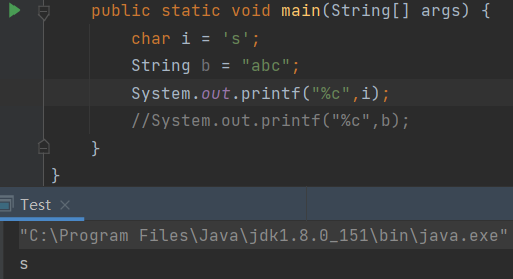 public static void main(String[] args) {
char i = 's';
String b = "abc";
System.out.printf("%c",i);
//System.out.printf("%c",b);
}
}
Test ×
"C:\Program Files\Java\jdk1.8.0_151\bin\java.exe"
s